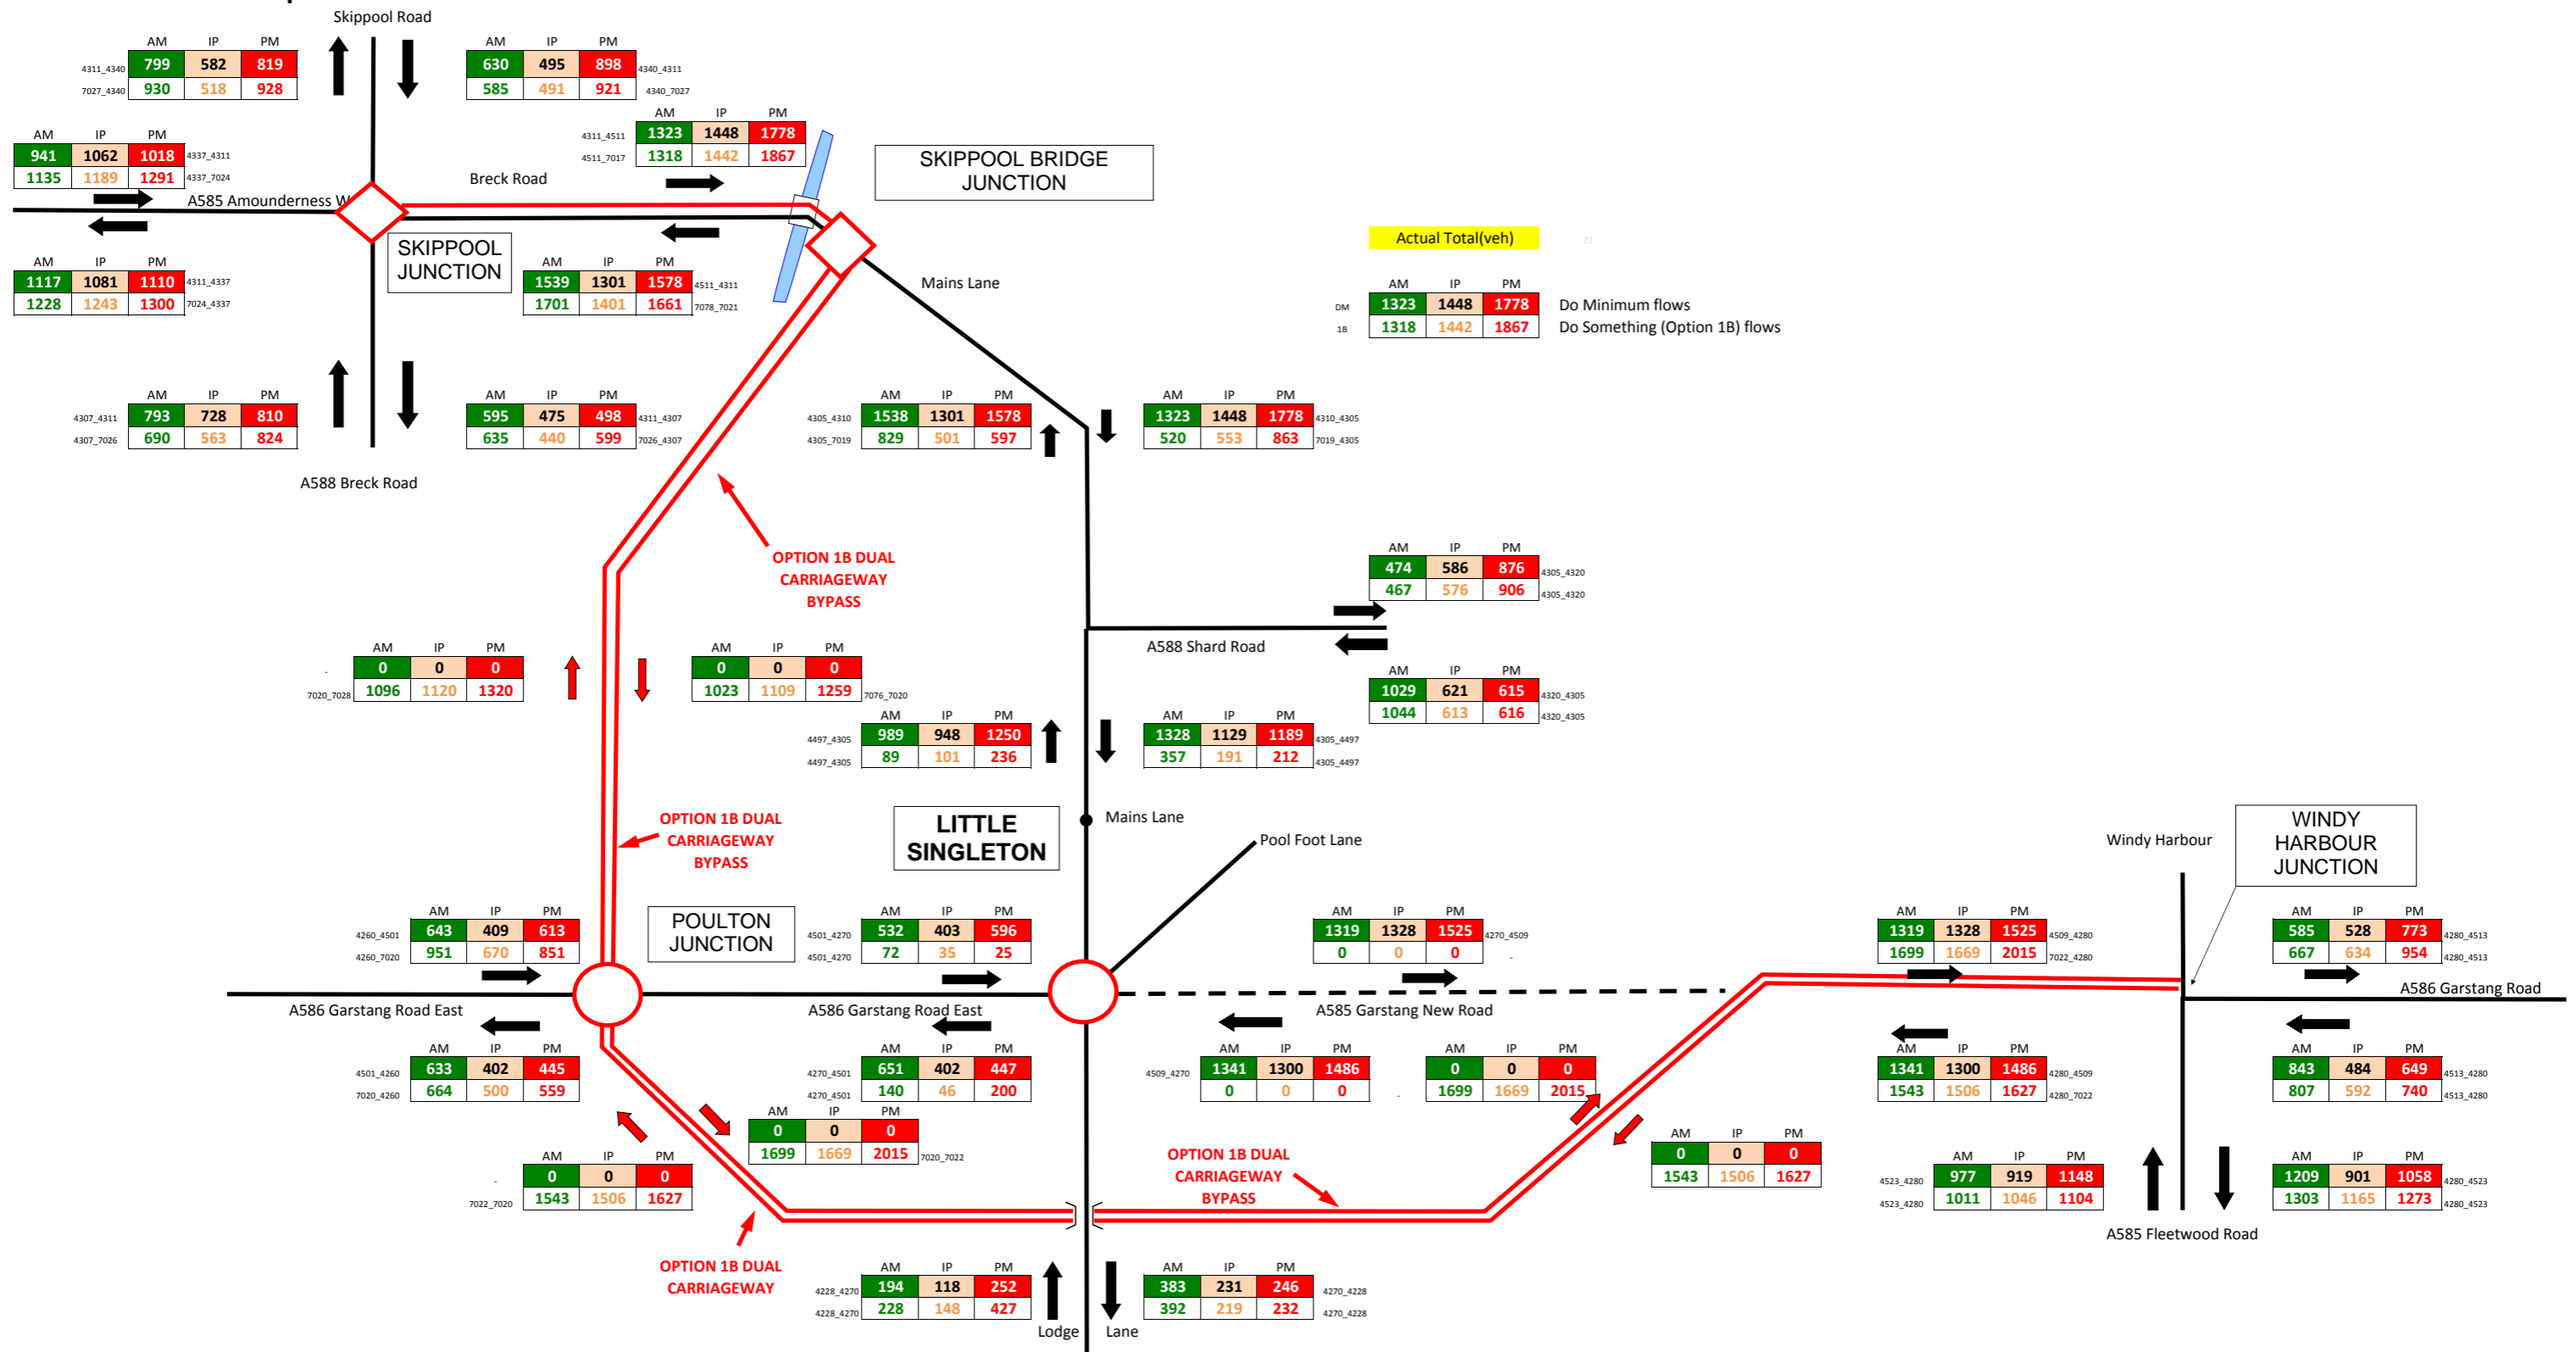 Skippool Road
AM IP PM
4311_4340 799 582 819
7027_4340 930 518 928
AM IP PM
630 495 898 4340_4311
585 491 921 4340_7027
AM IP PM
4311_4511 1323 1448 1778
4511_7017 1318 1442 1867
AM IP PM
941 1062 1018 4337_4311
1135 1189 1291 4337_7024
SKIPPOOL BRIDGE
JUNCTION
Breck Road
A585 Amounderness W
SKIPPOOL
JUNCTION
Actual Total(veh) 23
AM IP PM
1117 1081 1110 4311_4337
1228 1243 1300 7024_4337
AM IP PM
1539 1301 1578 4511_4311
1701 1401 1661 7078_7021
Mains Lane
AM IP PM
DM 1323 1448 1778 Do Minimum flows
1B 1318 1442 1867 Do Something (Option 1B) flows
AM IP PM
4307_4311 793 728 810
4307_7026 690 563 824
AM IP PM
595 475 498 4311_4307
635 440 599 7026_4307
AM IP PM
4305_4310 1538 1301 1578
4305_7019 829 501 597
AM IP PM
1323 1448 1778 4310_4305
520 553 863 7019_4305
A588 Breck Road
OPTION 1B DUAL
CARRIAGEWAY
BYPASS
AM IP PM
474 586 876 4305_4320
467 576 906 4305_4320
A588 Shard Road
AM IP PM
- 0 0 0
7020_7028 1096 1120 1320
AM IP PM
0 0 0
1023 1109 1259 7076_7020
AM IP PM
1029 621 615 4320_4305
1044 613 616 4320_4305
AM IP PM
4497_4305 989 948 1250
4497_4305 89 101 236
AM IP PM
1328 1129 1189 4305_4497
357 191 212 4305_4497
OPTION 1B DUAL
CARRIAGEWAY
BYPASS
LITTLE
SINGLETON
Mains Lane
Pool Foot Lane
Windy Harbour
WINDY
HARBOUR
JUNCTION
AM IP PM
4260_4501 643 409 613
4260_7020 951 670 851
POULTON
JUNCTION
AM IP PM
4501_4270 532 403 596
4501_4270 72 35 25
AM IP PM
1319 1328 1525 4270_4509
0 0 0 -
AM IP PM
1319 1328 1525 4509_4280
1699 1669 2015 7022_4280
AM IP PM
585 528 773 4280_4513
667 634 954 4280_4513
A586 Garstang Road East
A586 Garstang Road East
A585 Garstang New Road
A586 Garstang Road
AM IP PM
4501_4260 633 402 445
7020_4260 664 500 559
AM IP PM
4270_4501 651 402 447
4270_4501 140 46 200
AM IP PM
4509_4270 1341 1300 1486
0 0 0
AM IP PM
0 0 0
- 1699 1669 2015
AM IP PM
1341 1300 1486 4280_4509
1543 1506 1627 4280_7022
AM IP PM
843 484 649 4513_4280
807 592 740 4513_4280
AM IP PM
0 0 0
1699 1669 2015 7020_7022
AM IP PM
- 0 0 0
7022_7020 1543 1506 1627
OPTION 1B DUAL
CARRIAGEWAY
BYPASS
AM IP PM
0 0 0
1543 1506 1627
AM IP PM
4523_4280 977 919 1148
4523_4280 1011 1046 1104
AM IP PM
1209 901 1058 4280_4523
1303 1165 1273 4280_4523
A585 Fleetwood Road
OPTION 1B DUAL
CARRIAGEWAY
AM IP PM
4228_4270 194 118 252
4228_4270 228 148 427
AM IP PM
383 231 246 4270_4228
392 219 232 4270_4228
Lodge Lane